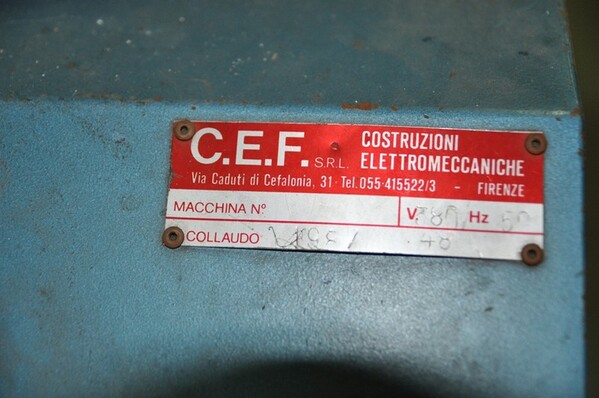 C.E.F. S.R.L. COSTRUZIONI
ELETTROMECCANICHE
Via Caduti di Cefalonia, 31 - Tel. 055-415522/3 - FIRENZE
MACCHINA N° V. 380 / Hz 50
COLLAUDO